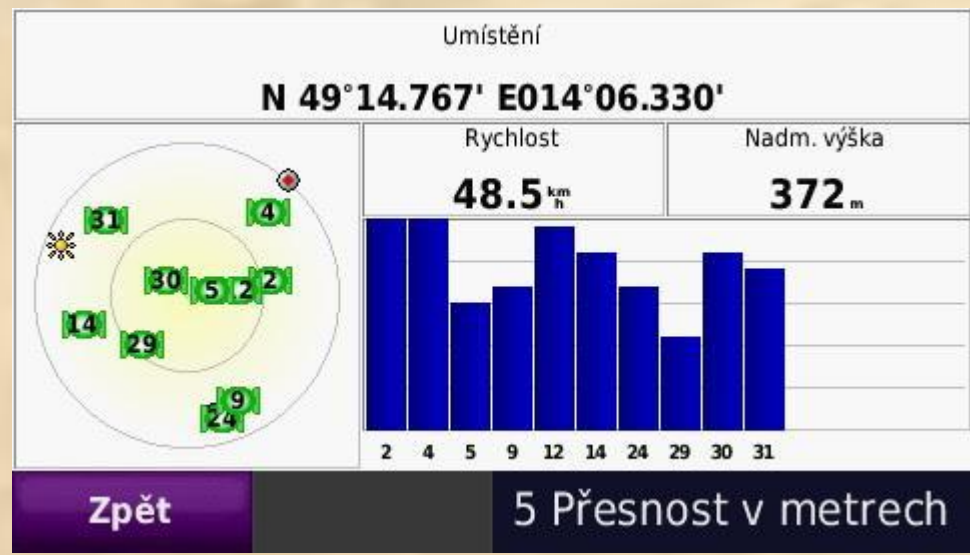 Umístění
N 49°14.767' E014°06.330'
Rychlost
Nadm. výška
48.5 km/h
372 m
31
4
30
5
2
2
14
29
9
24
2 4 5 9 12 14 24 29 30 31
Zpět
5 Přesnost v metrech